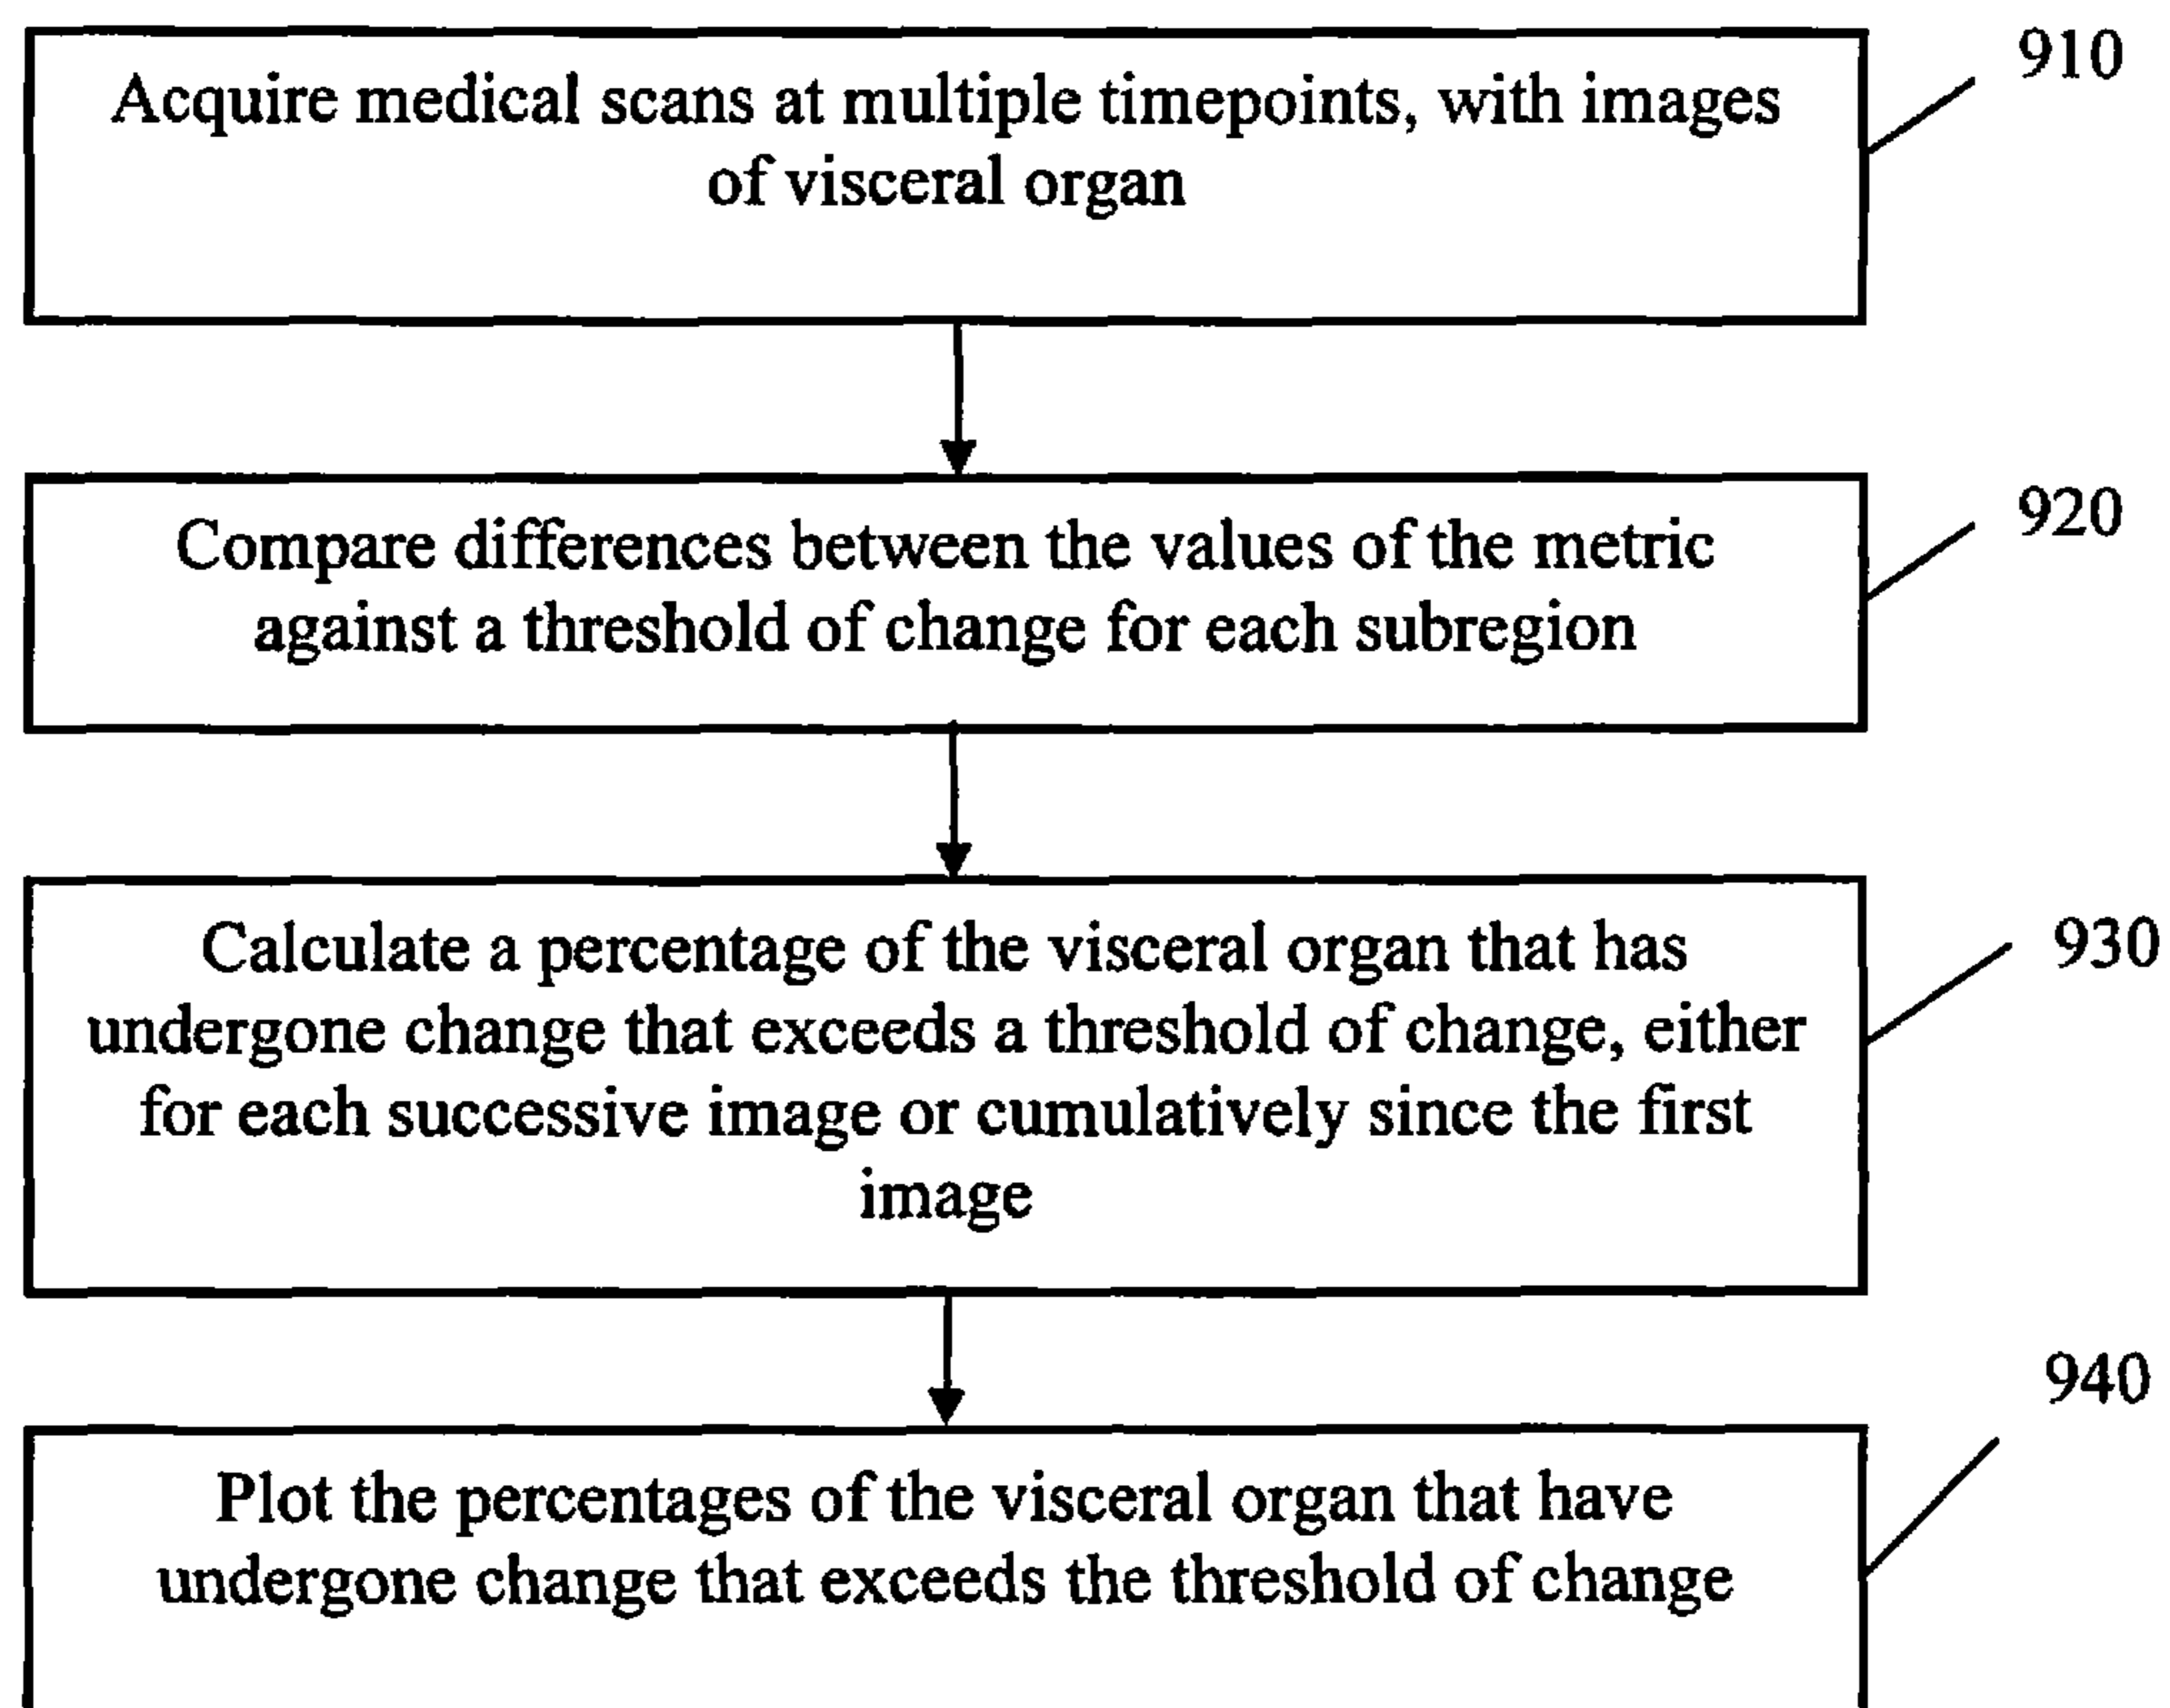 910
Acquire medical scans at multiple timepoints, with images
of visceral organ
920
Compare differences between the values of the metric
against a threshold of change for each subregion
930
Calculate a percentage of the visceral organ that has
undergone change that exceeds a threshold of change, either
for each successive image or cumulatively since the first
image
940
Plot the percentages of the visceral organ that have
undergone change that exceeds the threshold of change